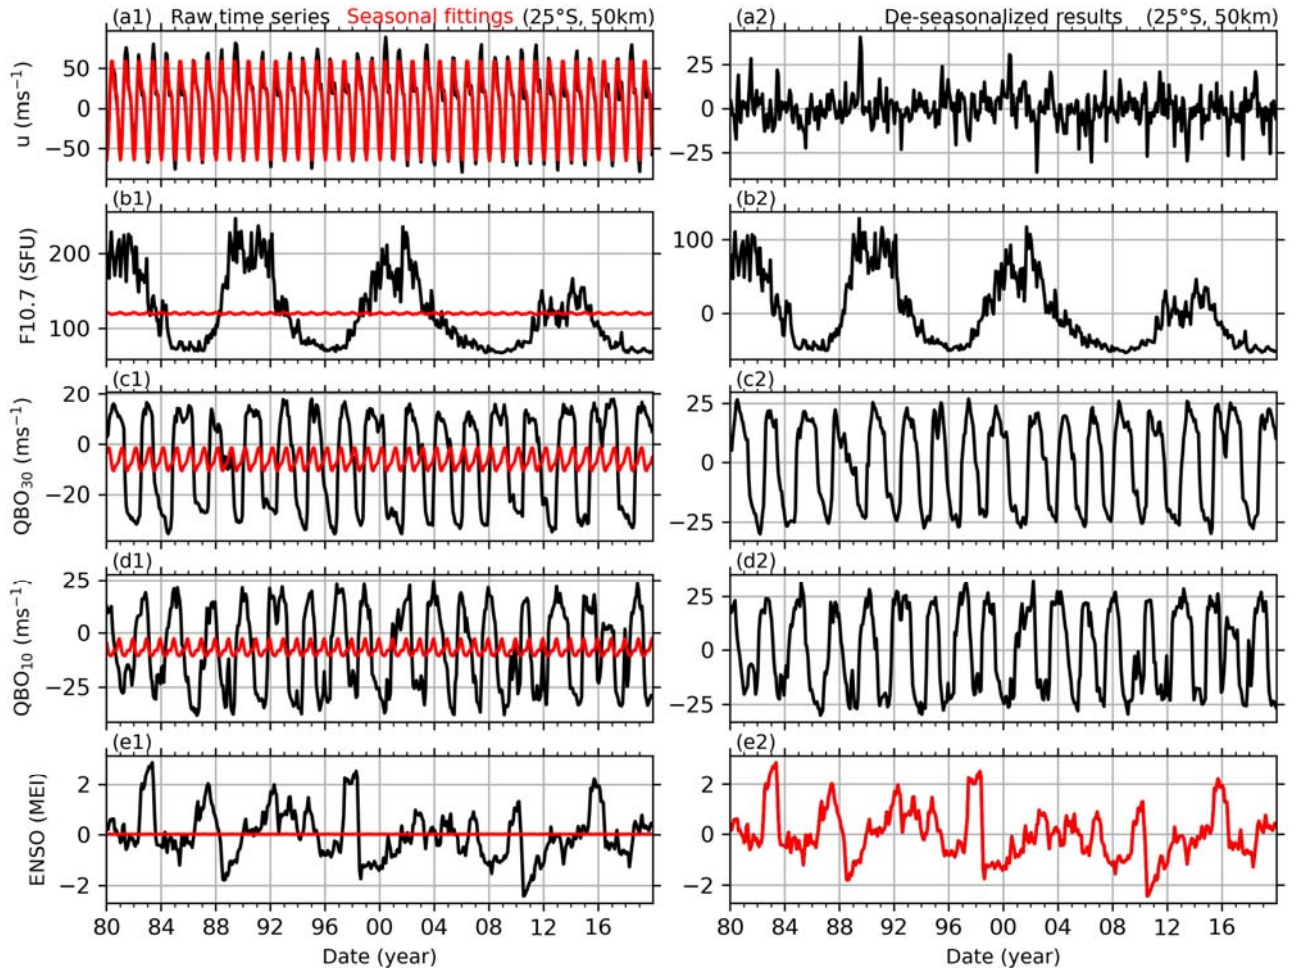 (a1) Raw time series Seasonal fittings (25°S, 50km)
(a2) De-seasonalized results (25°S, 50km)
u (ms⁻¹)
50
0
−50
25
0
−25
(b1)
(b2)
F10.7 (SFU)
200
100
100
0
(c1)
(c2)
QBO₃₀ (ms⁻¹)
20
0
−20
25
0
−25
(d1)
(d2)
QBO₁₀ (ms⁻¹)
25
0
−25
25
0
−25
(e1)
(e2)
ENSO (MEI)
2
0
−2
2
0
−2
80 84 88 92 96 00 04 08 12 16
80 84 88 92 96 00 04 08 12 16
Date (year)
Date (year)